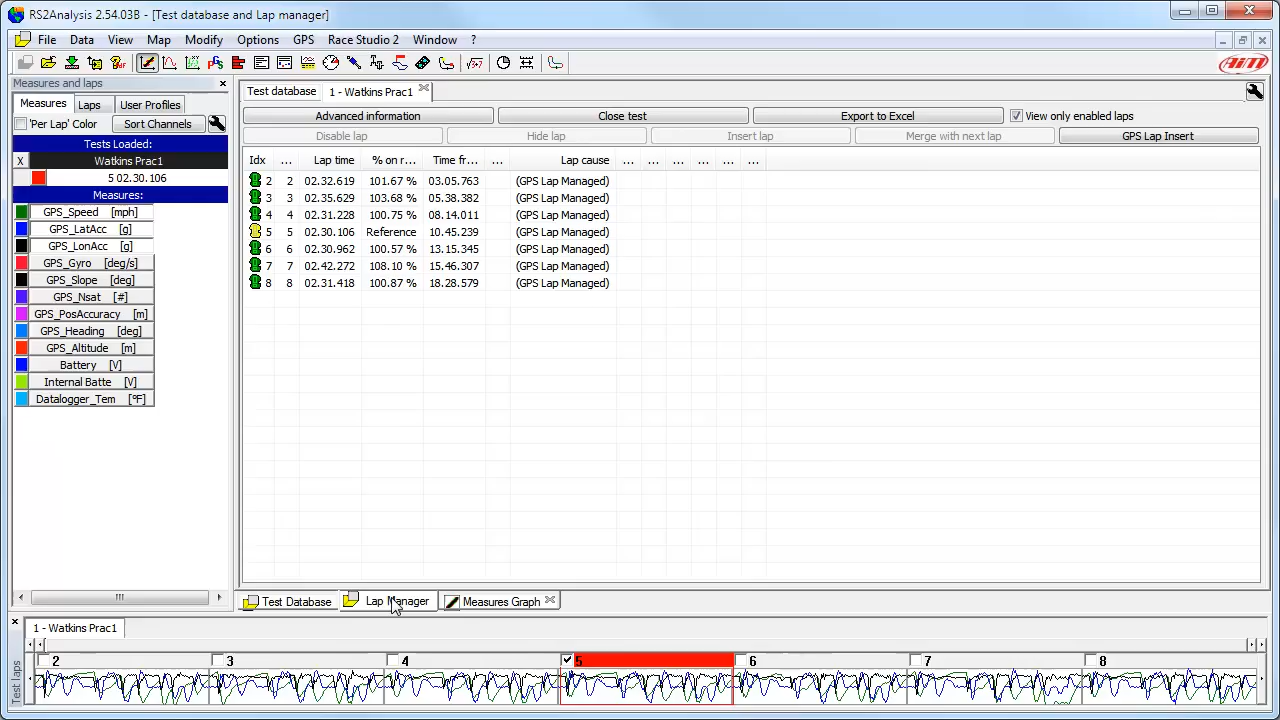 RS2Analysis 2.54.03B - [Test database and Lap manager]
File Data View Map Modify Options GPS Race Studio 2 Window ?
AiM
Measures and laps
Measures Laps User Profiles
'Per Lap' Color Sort Channels
Tests Loaded:
X Watkins Prac1
5 02.30.106
Measures:
GPS_Speed [mph]
GPS_LatAcc [g]
GPS_LonAcc [g]
GPS_Gyro [deg/s]
GPS_Slope [deg]
GPS_Nsat [#]
GPS_PosAccuracy [m]
GPS_Heading [deg]
GPS_Altitude [m]
Battery [V]
Internal Batte [V]
Datalogger_Tem [°F]
Test database 1 - Watkins Prac1
Advanced information Close test Export to Excel View only enabled laps
Disable lap Hide lap Insert lap Merge with next lap GPS Lap Insert
Idx ... Lap time % on r... Time fr... ... Lap cause ... ... ... ... ... ...
2 2 02.32.619 101.67 % 03.05.763 (GPS Lap Managed)
3 3 02.35.629 103.68 % 05.38.382 (GPS Lap Managed)
4 4 02.31.228 100.75 % 08.14.011 (GPS Lap Managed)
5 5 02.30.106 Reference 10.45.239 (GPS Lap Managed)
6 6 02.30.962 100.57 % 13.15.345 (GPS Lap Managed)
7 7 02.42.272 108.10 % 15.46.307 (GPS Lap Managed)
8 8 02.31.418 100.87 % 18.28.579 (GPS Lap Managed)
Test Database Lap Manager Measures Graph
1 - Watkins Prac1
Test laps
2 3 4 5 6 7 8